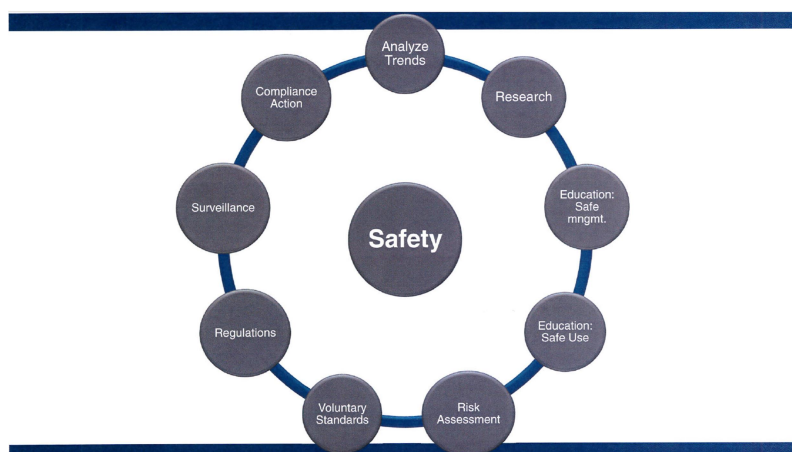 Analyze
Trends
Research
Education:
Safe
mngmt.
Education:
Safe Use
Risk
Assessment
Voluntary
Standards
Regulations
Surveillance
Compliance
Action
Safety